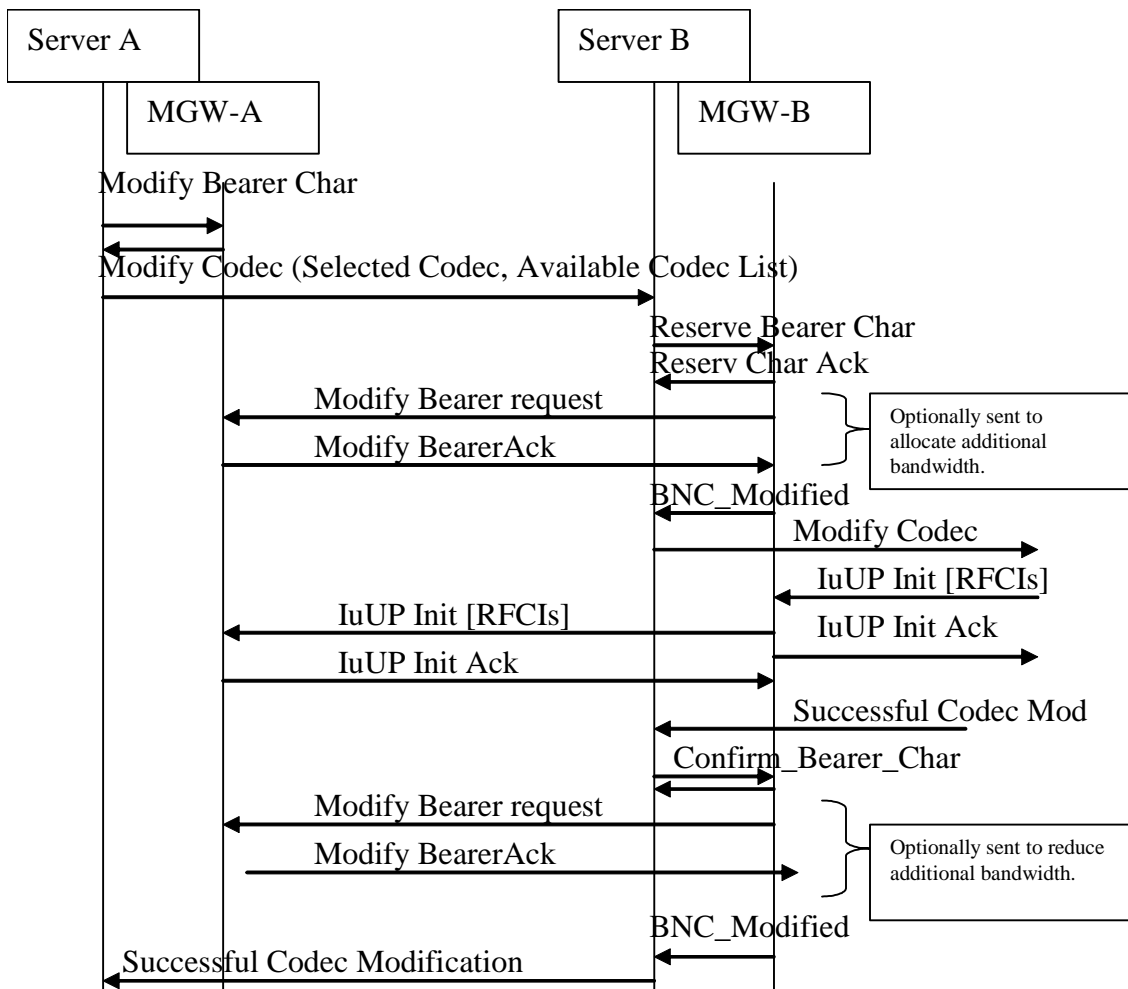 Server A
Server B
MGW-A
MGW-B
Modify Bearer Char
Modify Codec (Selected Codec, Available Codec List)
Reserve Bearer Char
Reserv Char Ack
Modify Bearer request
Optionally sent to
allocate additional
bandwidth.
Modify BearerAck
BNC_Modified
Modify Codec
IuUP Init [RFCIs]
IuUP Init [RFCIs]
IuUP Init Ack
IuUP Init Ack
Successful Codec Mod
Confirm_Bearer_Char
Modify Bearer request
Modify BearerAck
Optionally sent to reduce
additional bandwidth.
BNC_Modified
Successful Codec Modification